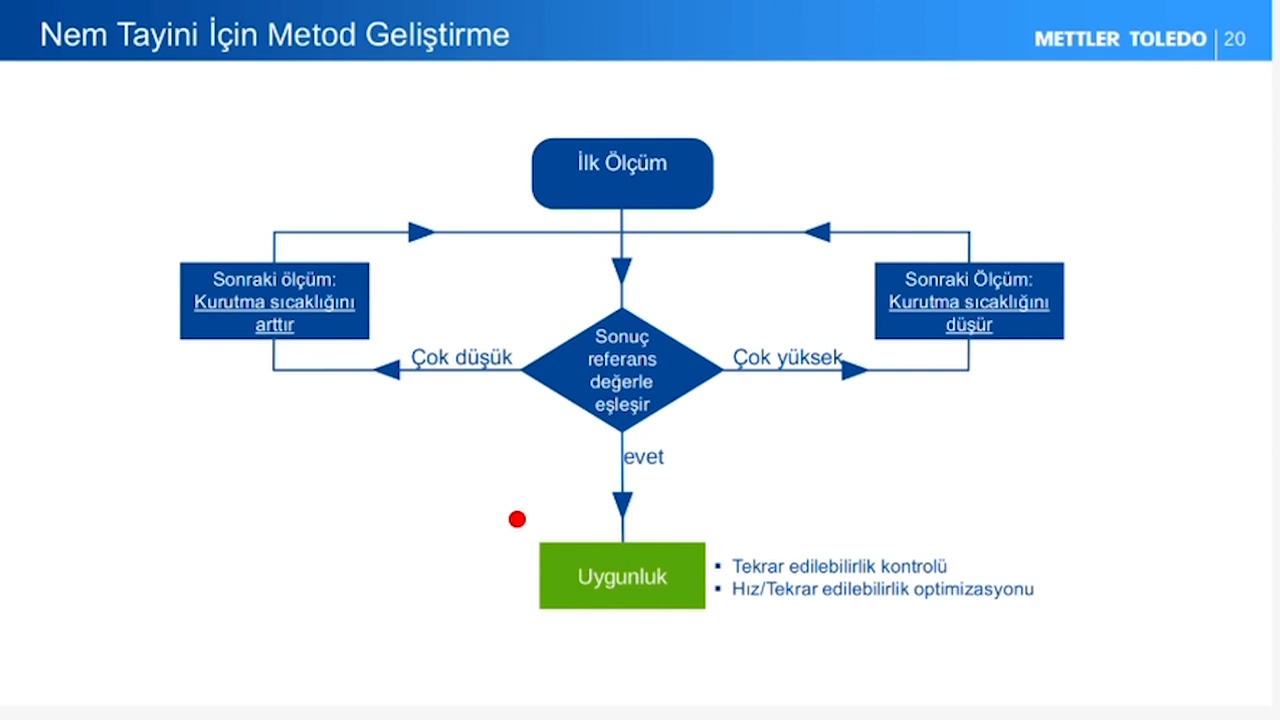 Nem Tayini İçin Metod Geliştirme
METTLER TOLEDO 20
İlk Ölçüm
Sonraki ölçüm:
Kurutma sıcaklığını
arttır
Sonraki Ölçüm:
Kurutma sıcaklığını
düşür
Çok düşük
Sonuç
referans
değerle
eşleşir
Çok yüksek
evet
Uygunluk
▪ Tekrar edilebilirlik kontrolü
▪ Hız/Tekrar edilebilirlik optimizasyonu